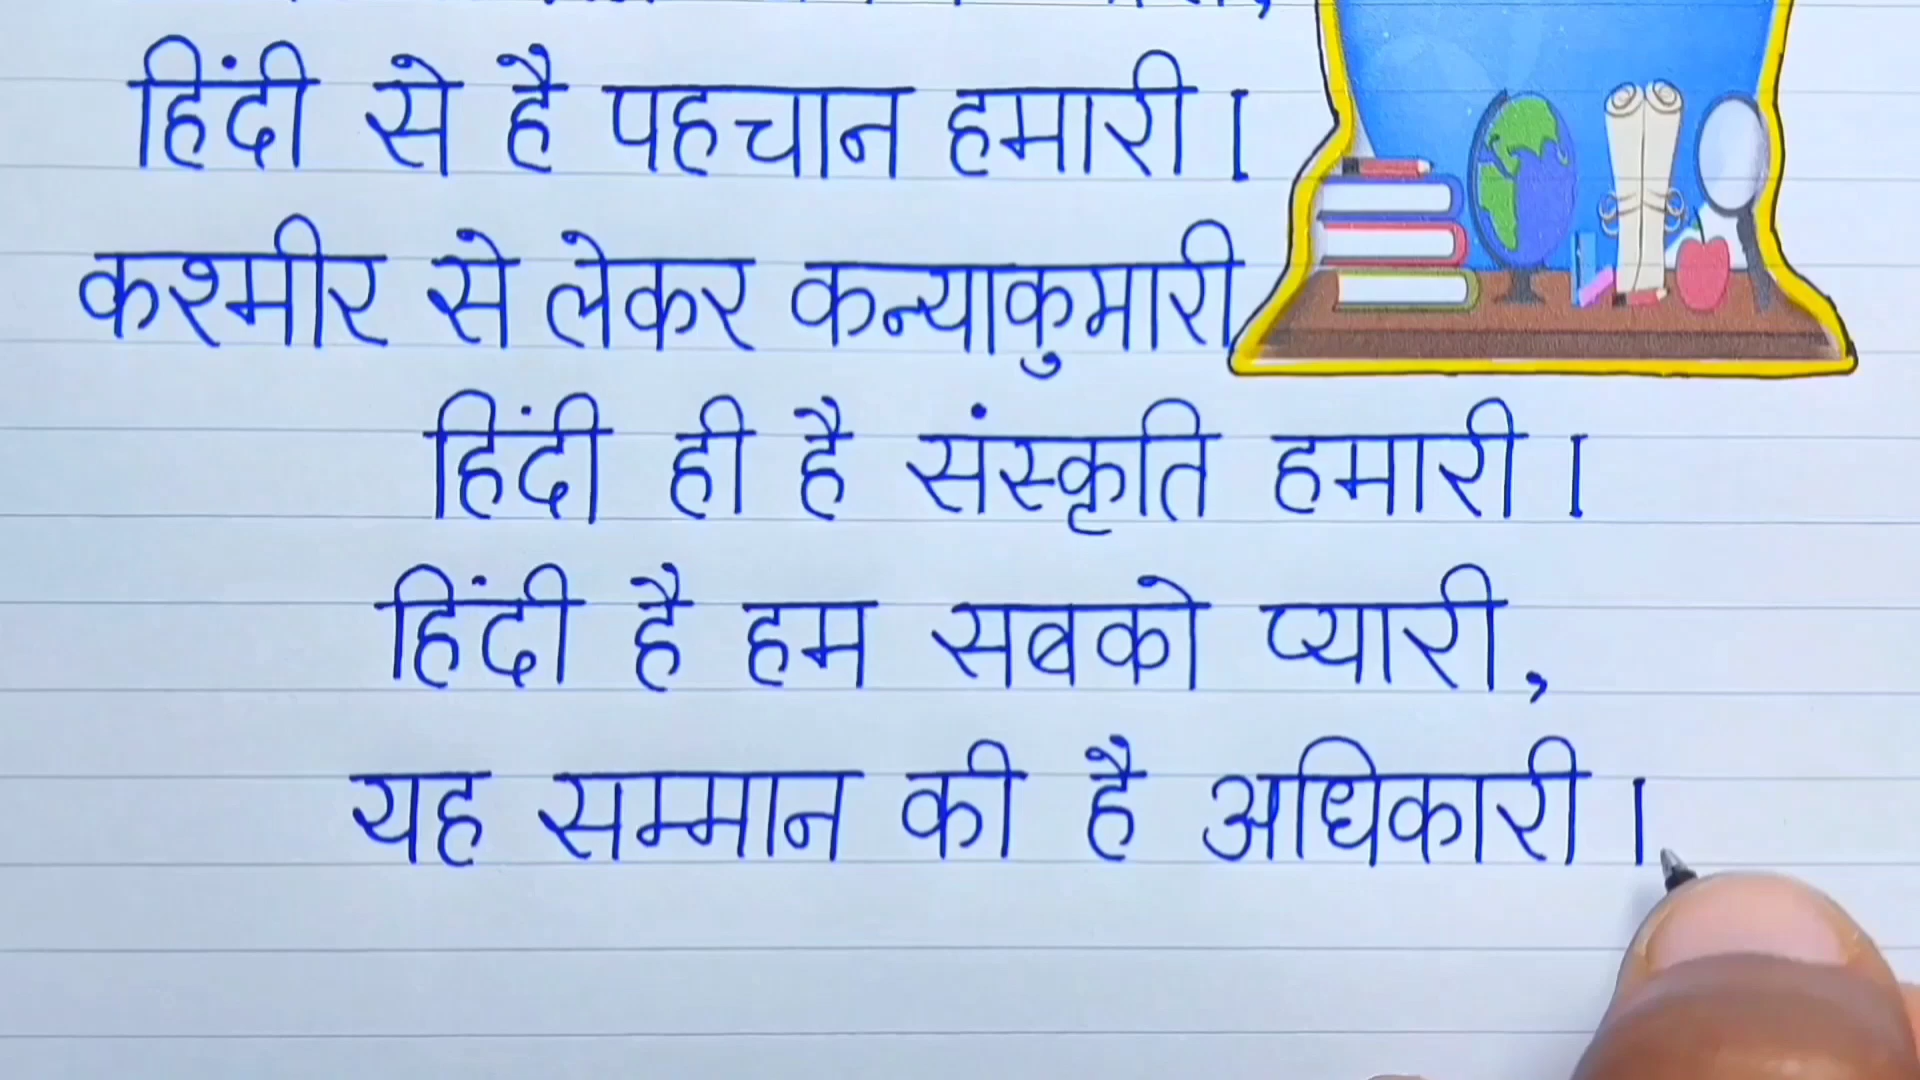 हिंदी से है पहचान हमारी।
कश्मीर से लेकर कन्याकुमारी
हिंदी ही है संस्कृति हमारी।
हिंदी है हम सबको प्यारी,
यह सम्मान की है अधिकारी।